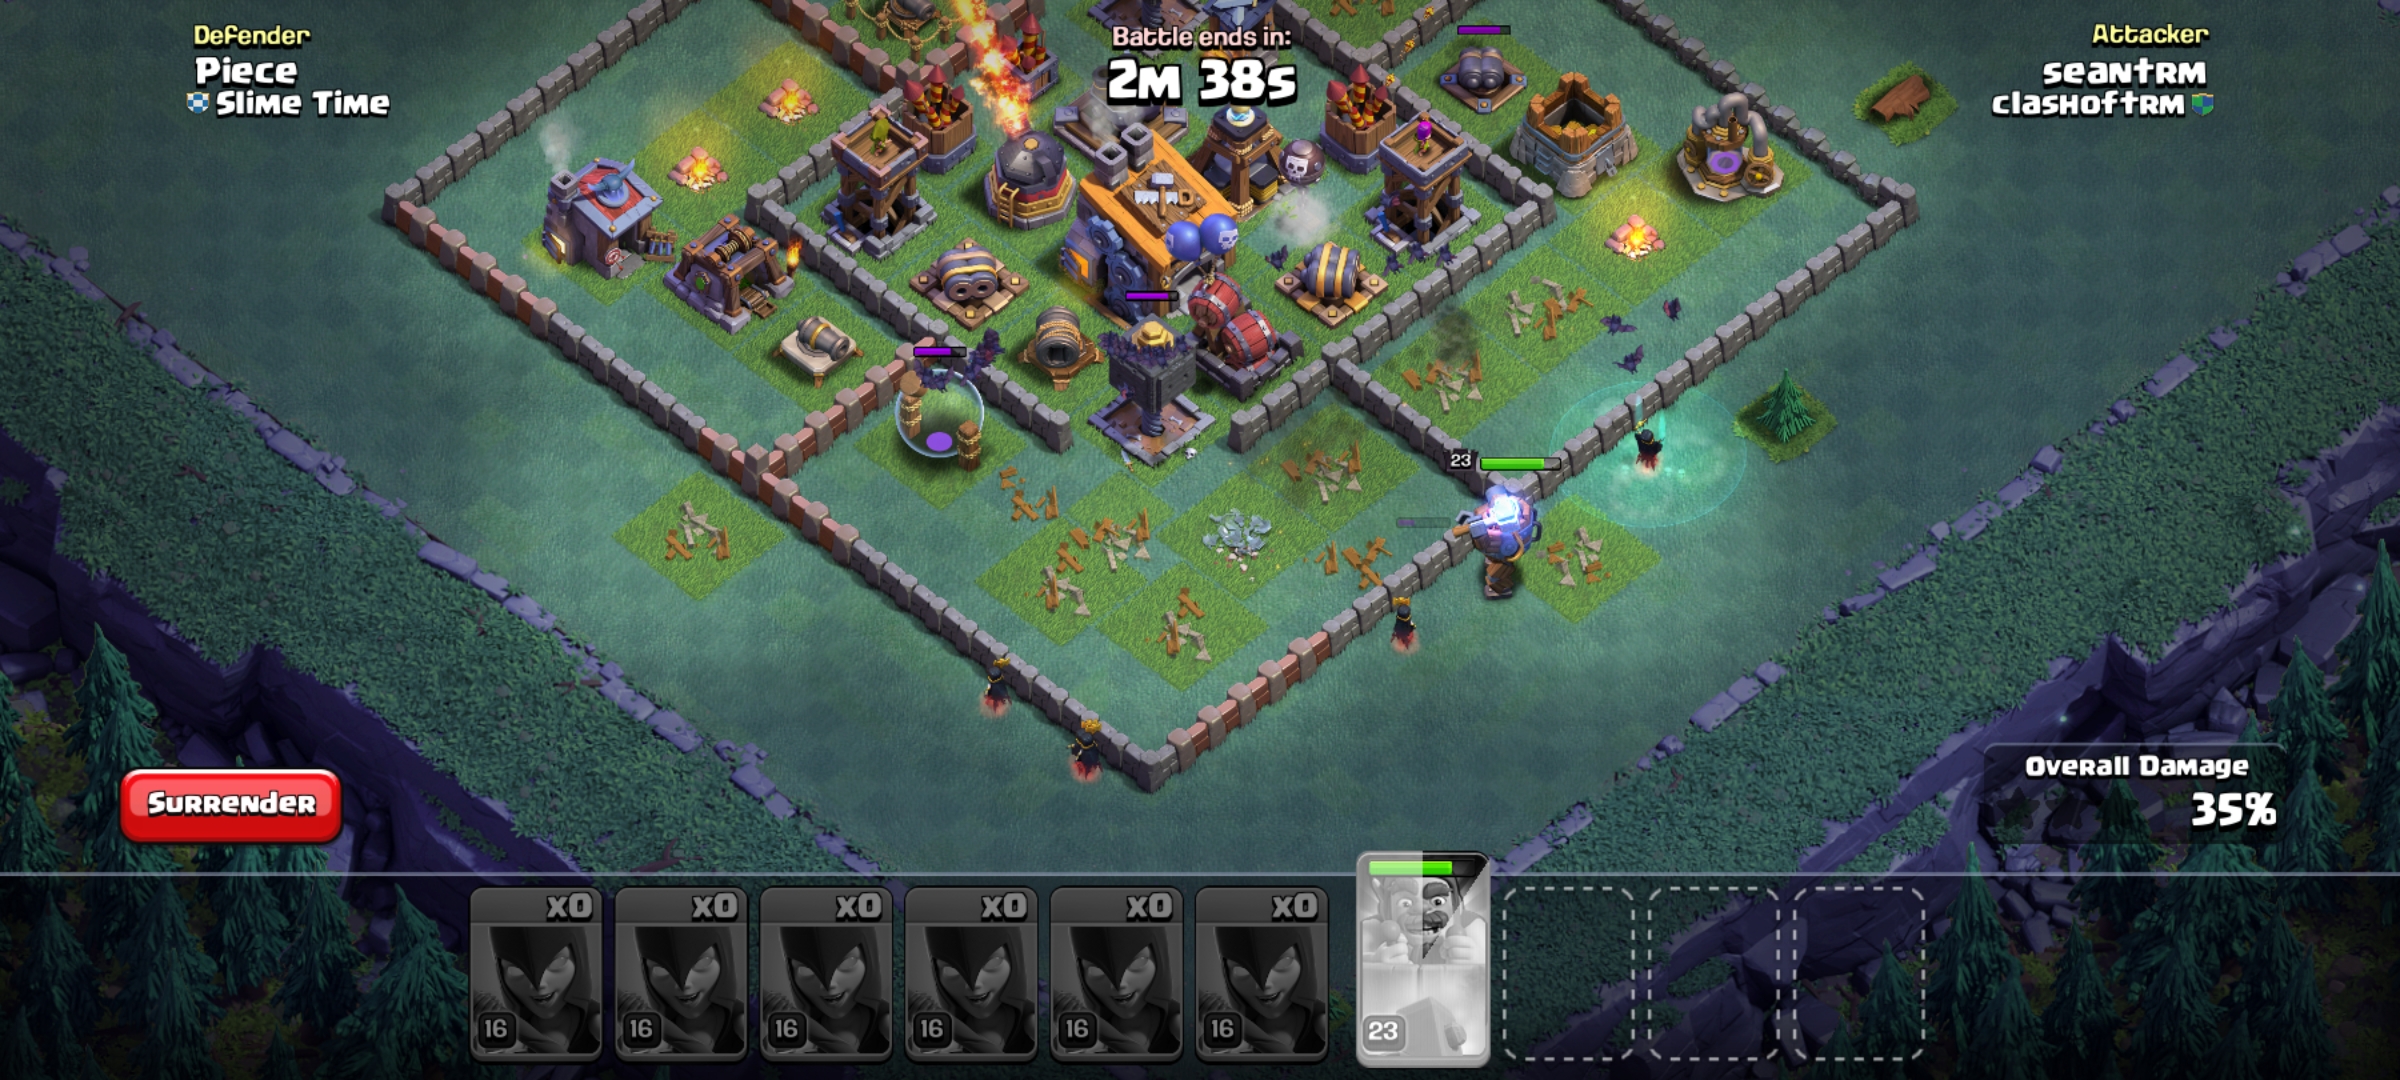 Defender
Piece
Slime Time
Battle ends in:
2M 38s
Attacker
seantRM
clashoftRM
23
Surrender
Overall Damage
35%
x0 x0 x0 x0 x0 x0
16 16 16 16 16 16 23